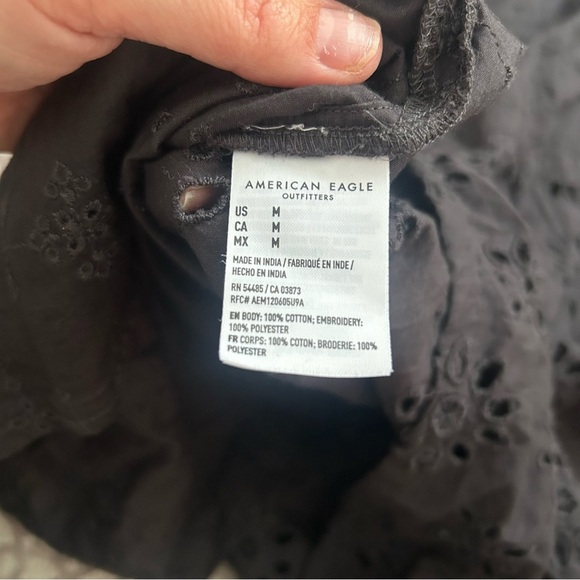 AMERICAN EAGLE
OUTFITTERS
US M
CA M
MX M
MADE IN INDIA / FABRIQUÉ EN INDE /
HECHO EN INDIA
RN 54485 / CA 03873
RFC# AEM120605U9A
EN BODY: 100% COTTON; EMBROIDERY:
100% POLYESTER
FR CORPS: 100% COTON; BRODERIE: 100%
POLYESTER